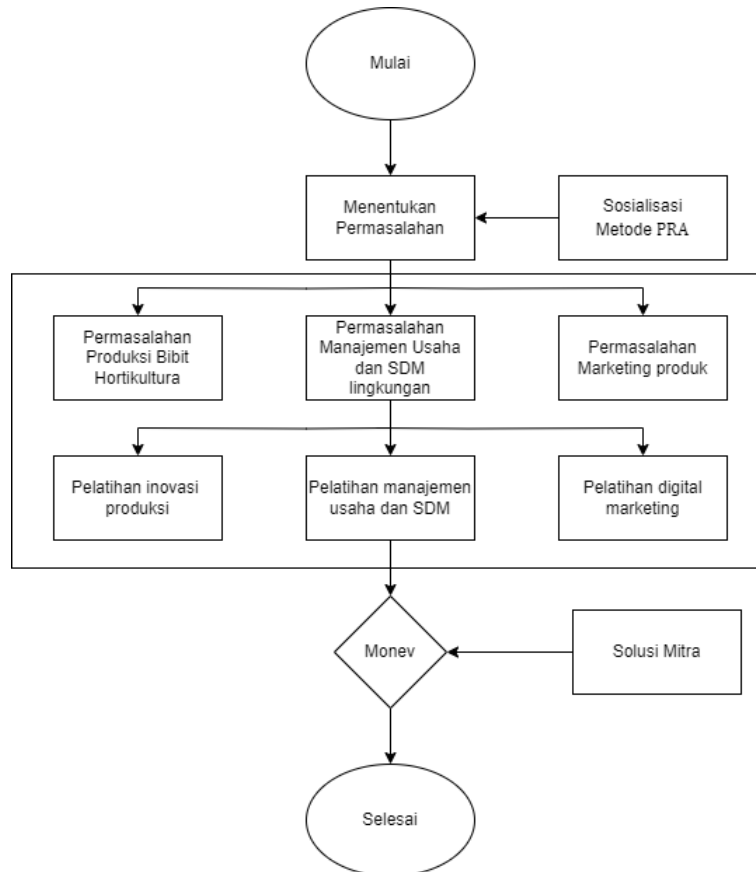 Mulai
Menentukan
Permasalahan
Sosialisasi
Metode PRA
Permasalahan
Produksi Bibit
Hortikultura
Permasalahan
Manajemen Usaha
dan SDM
lingkungan
Permasalahan
Marketing produk
Pelatihan inovasi
produksi
Pelatihan manajemen
usaha dan SDM
Pelatihan digital
marketing
Monev
Solusi Mitra
Selesai